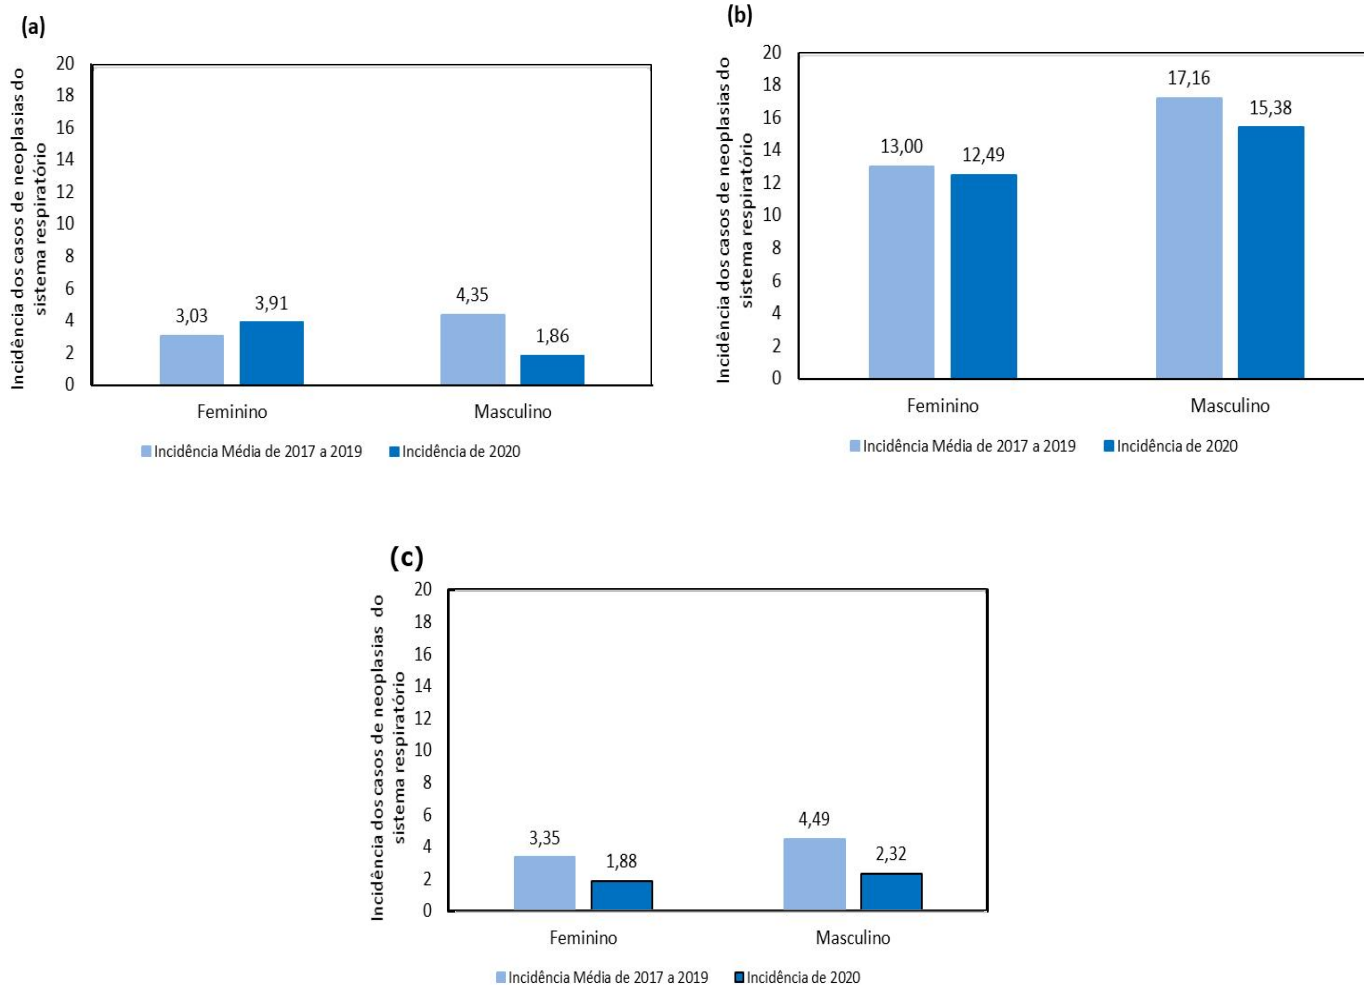 (a)
Incidência dos casos de neoplasias do
sistema respiratório
20
18
16
14
12
10
8
6
4
2
0
3,03
3,91
4,35
1,86
Feminino
Masculino
Incidência Média de 2017 a 2019
Incidência de 2020
(b)
Incidência dos casos de neoplasias do
sistema respiratório
20
18
16
14
12
10
8
6
4
2
0
13,00
12,49
17,16
15,38
Feminino
Masculino
Incidência Média de 2017 a 2019
Incidência de 2020
(c)
Incidência dos casos de neoplasias do
sistema respiratório
20
18
16
14
12
10
8
6
4
2
0
3,35
1,88
4,49
2,32
Feminino
Masculino
Incidência Média de 2017 a 2019
Incidência de 2020